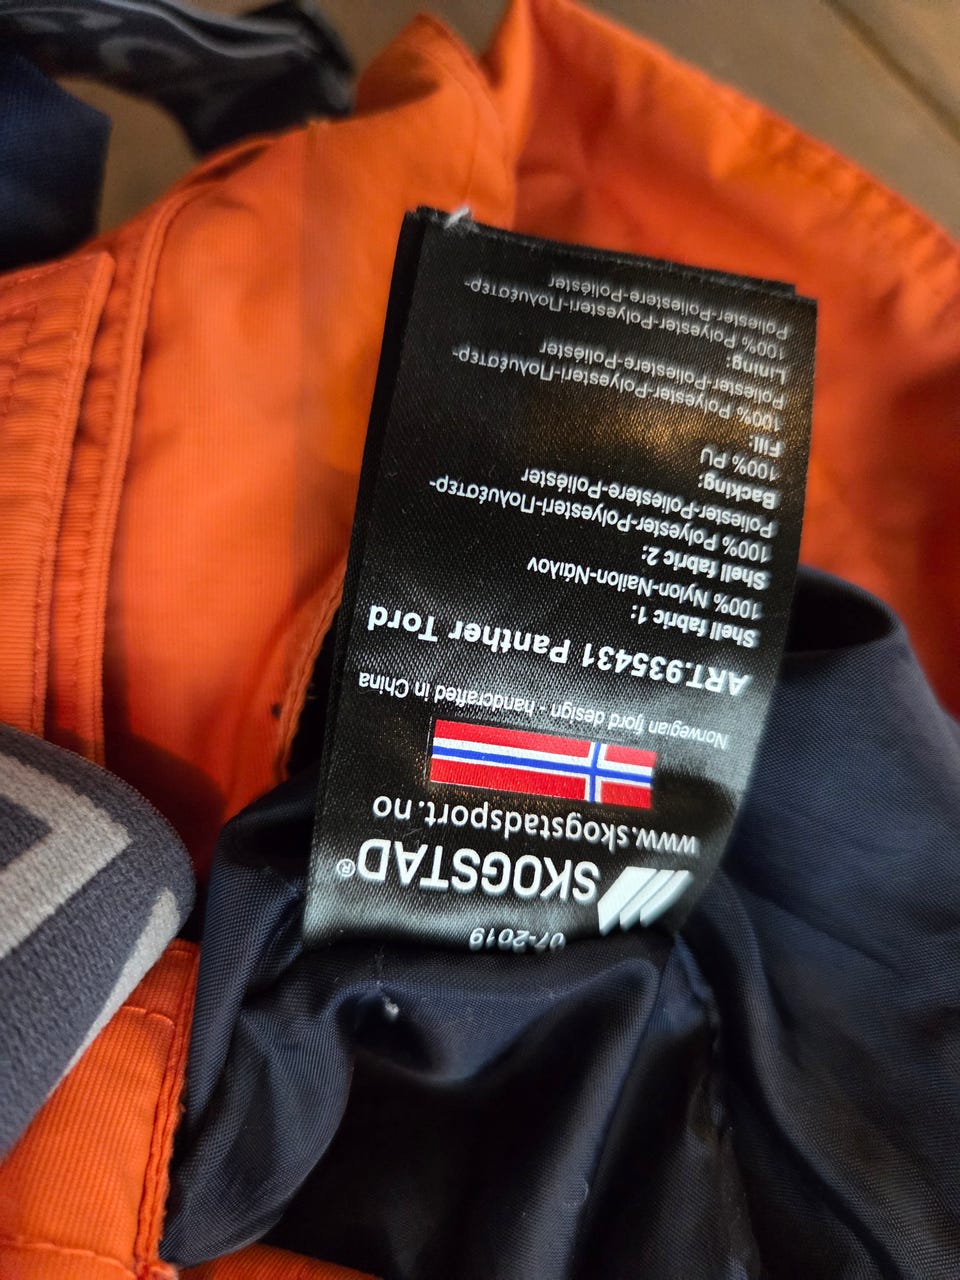 07-2019
SKOGSTAD®
www.skogstadsport.no
Norwegian fjord design - handcrafted in China
ART.935431 Panther Tord
Shell fabric 1:
100% Nylon-Nailon-Νάιλον
Shell fabric 2:
100% Polyester-Polyesteri-Πολυέστερ-
Poliester-Poliestere-Poliéster
Backing:
100% PU
Fill:
100% Polyester-Polyesteri-Πολυέστερ-
Poliester-Poliestere-Poliéster
Lining:
100% Polyester-Polyesteri-Πολυέστερ-
Poliester-Poliestere-Poliéster